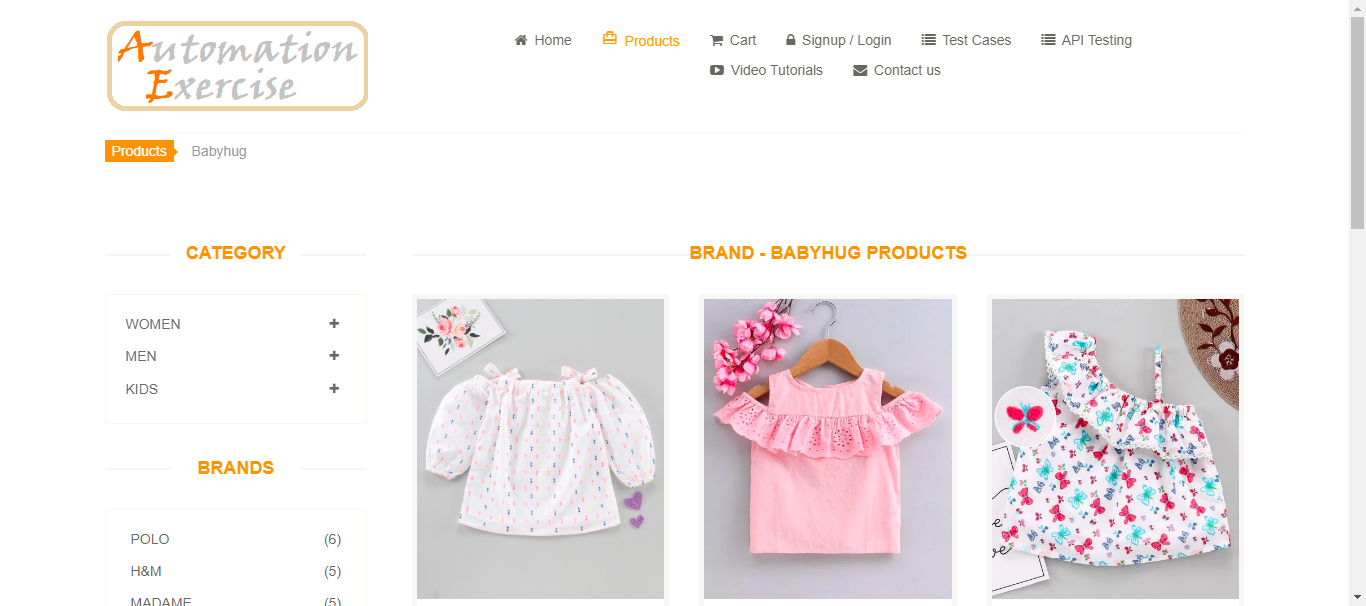 Automation
Exercise
Home Products Cart Signup / Login Test Cases API Testing
Video Tutorials Contact us
Products Babyhug
CATEGORY
BRAND - BABYHUG PRODUCTS
WOMEN
MEN
KIDS
BRANDS
POLO (6)
H&M (5)
MADAME (5)